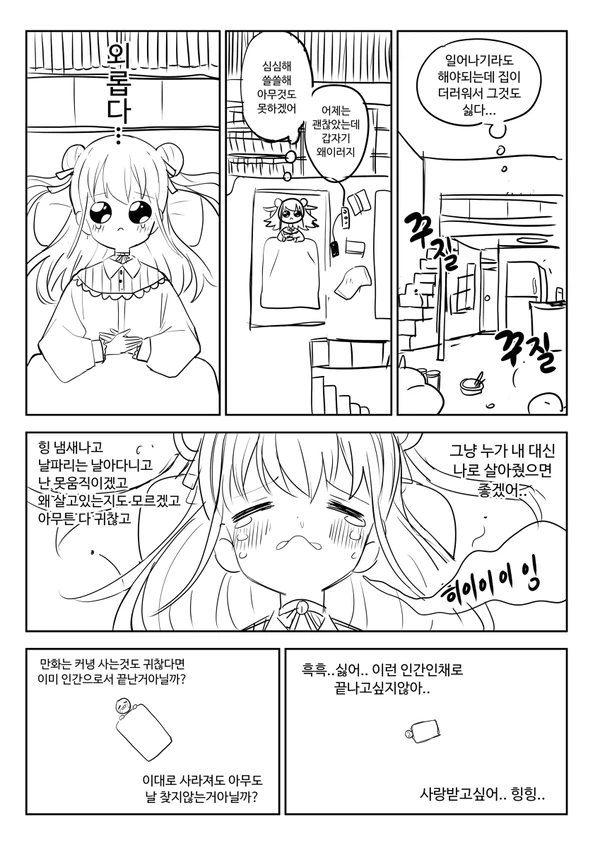 외롭다...
심심해
쓸쓸해
아무것도
못하겠어
어제는
괜찮았는데
갑자기
왜이러지
일어나기라도
해야되는데 집이
더러워서 그것도
싫다...
꾸질
꾸질
힝 냄새나고
날파리는 날아다니고
난 못움직이겠고
왜 살고있는지도 모르겠고
아무튼 다 귀찮고
그냥 누가 내 대신
나로 살아줬으면
좋겠어..
히이이이잉
만화는 커녕 사는것도 귀찮다면
이미 인간으로서 끝난거아닐까?
이대로 사라져도 아무도
날 찾지않는거아닐까?
흑흑..싫어.. 이런 인간인채로
끝나고싶지않아..
사랑받고싶어.. 힝힝..